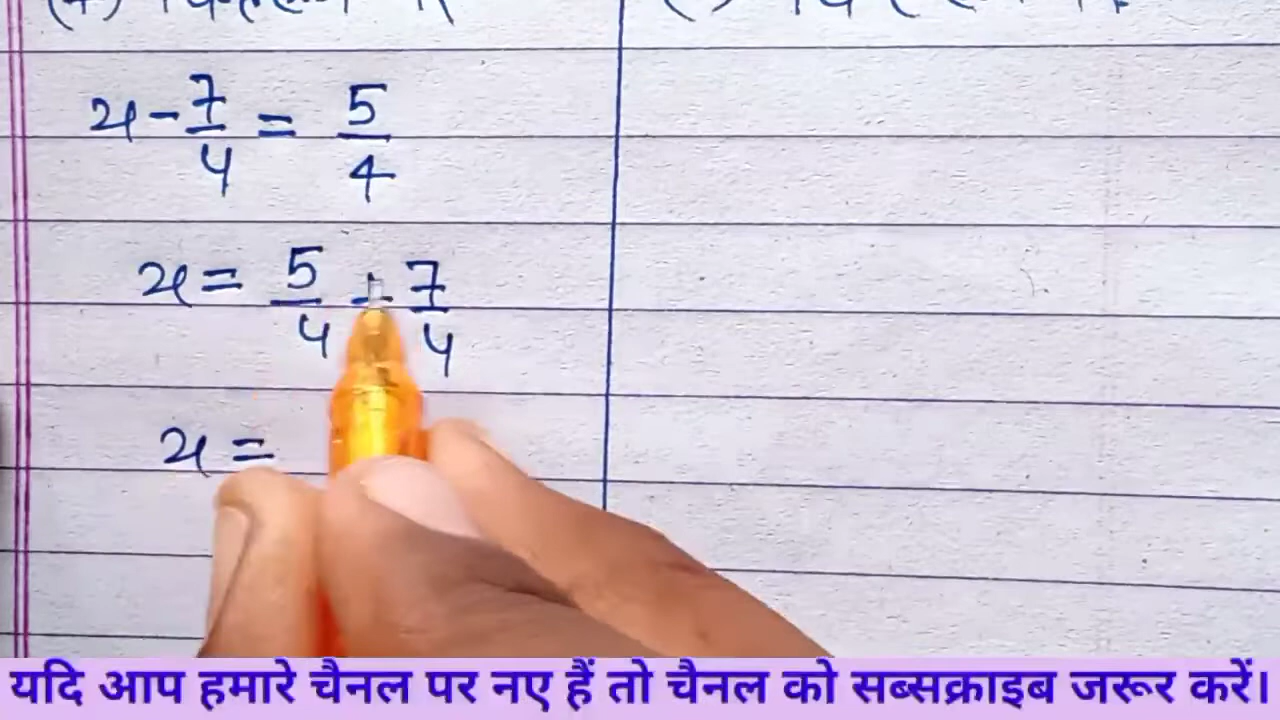 x - 7/4 = 5/4
x = 5/4 + 7/4
x =
यदि आप हमारे चैनल पर नए हैं तो चैनल को सब्सक्राइब जरूर करें।